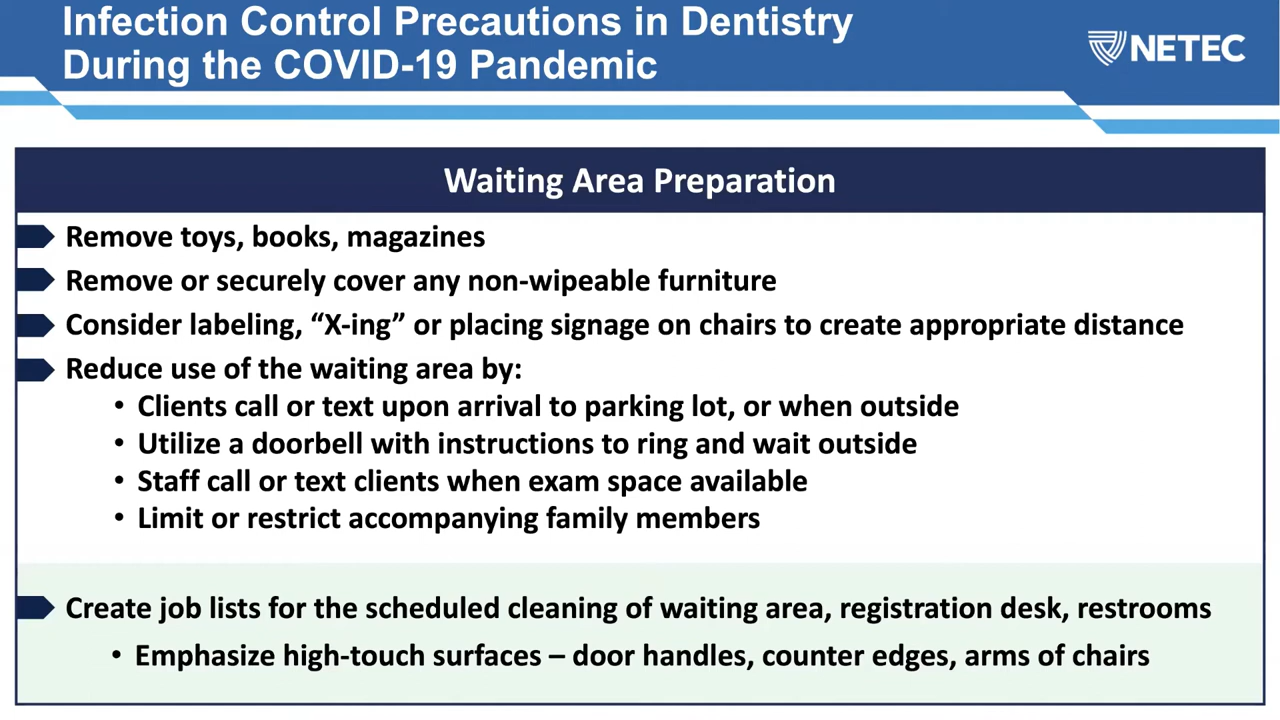 Infection Control Precautions in Dentistry
During the COVID-19 Pandemic
NETEC
Waiting Area Preparation
Remove toys, books, magazines
Remove or securely cover any non-wipeable furniture
Consider labeling, “X-ing” or placing signage on chairs to create appropriate distance
Reduce use of the waiting area by:
• Clients call or text upon arrival to parking lot, or when outside
• Utilize a doorbell with instructions to ring and wait outside
• Staff call or text clients when exam space available
• Limit or restrict accompanying family members
Create job lists for the scheduled cleaning of waiting area, registration desk, restrooms
• Emphasize high-touch surfaces – door handles, counter edges, arms of chairs